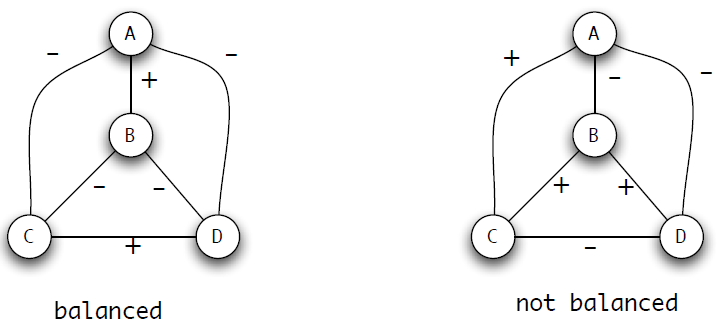 A A
− − + −
+ −
B B
− − + +
C D C D
+ −
balanced not balanced